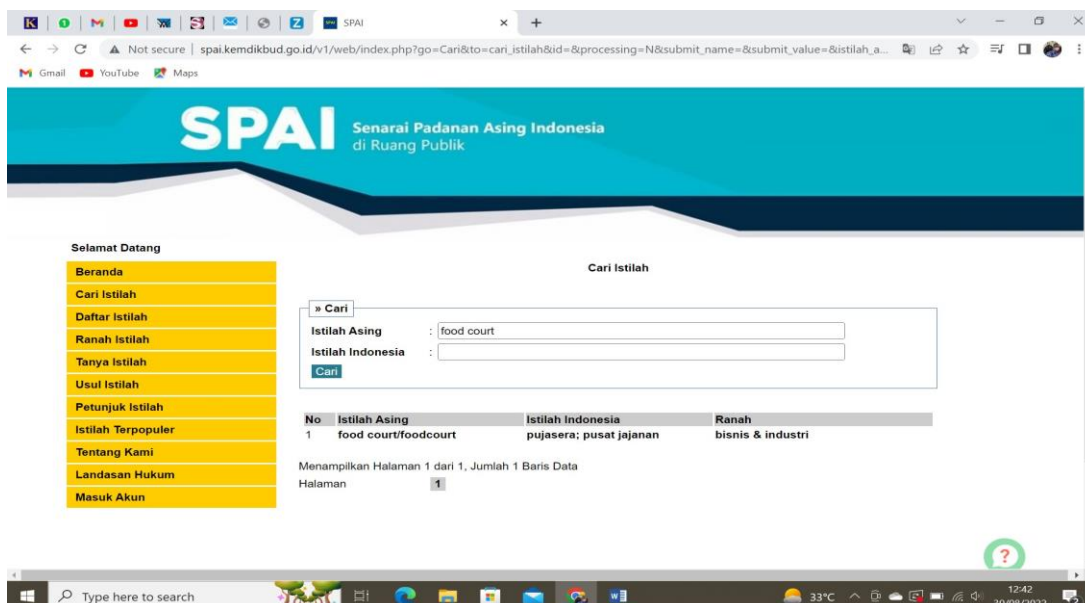 SPAI
Not secure | spai.kemdikbud.go.id/v1/web/index.php?go=Cari&to=cari_istilah&id=&processing=N&submit_name=&submit_value=&istilah_a...
Gmail YouTube Maps
SPAI Senarai Padanan Asing Indonesia
di Ruang Publik
Selamat Datang
Beranda
Cari Istilah
Daftar Istilah
Ranah Istilah
Tanya Istilah
Usul Istilah
Petunjuk Istilah
Istilah Terpopuler
Tentang Kami
Landasan Hukum
Masuk Akun
Cari Istilah
» Cari
Istilah Asing : food court
Istilah Indonesia :
Cari
No Istilah Asing Istilah Indonesia Ranah
1 food court/foodcourt pujasera; pusat jajanan bisnis & industri
Menampilkan Halaman 1 dari 1, Jumlah 1 Baris Data
Halaman 1
?
Type here to search
33°C
12:42